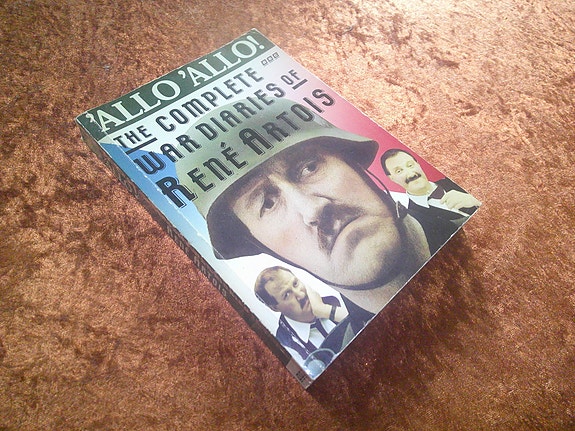 'ALLO 'ALLO!
BBC
THE COMPLETE
WAR DIARIES OF
RENÉ ARTOIS